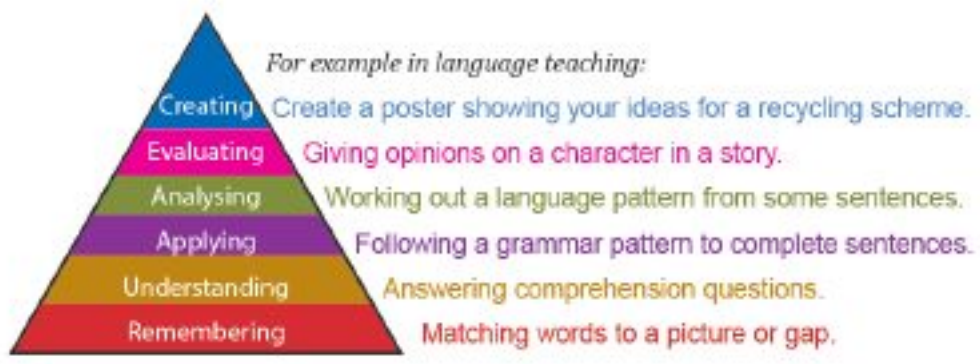 For example in language teaching:
Creating Create a poster showing your ideas for a recycling scheme.
Evaluating Giving opinions on a character in a story.
Analysing Working out a language pattern from some sentences.
Applying Following a grammar pattern to complete sentences.
Understanding Answering comprehension questions.
Remembering Matching words to a picture or gap.